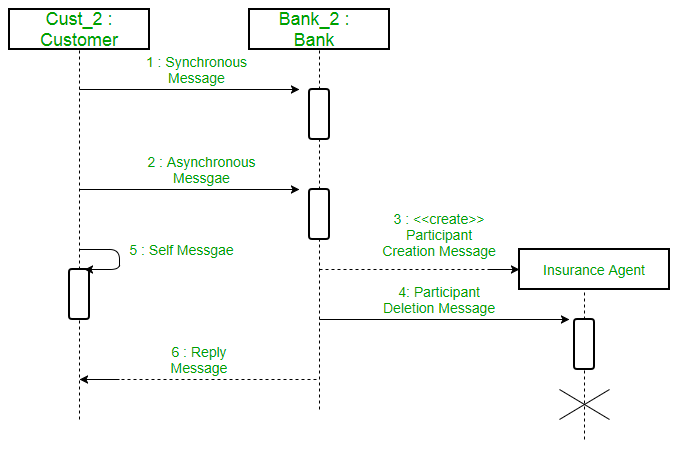 Cust_2 :
Customer
Bank_2 :
Bank
1 : Synchronous
Message
2 : Asynchronous
Messgae
3 : <<create>>
Participant
Creation Message
5 : Self Messgae
Insurance Agent
4: Participant
Deletion Message
6 : Reply
Message